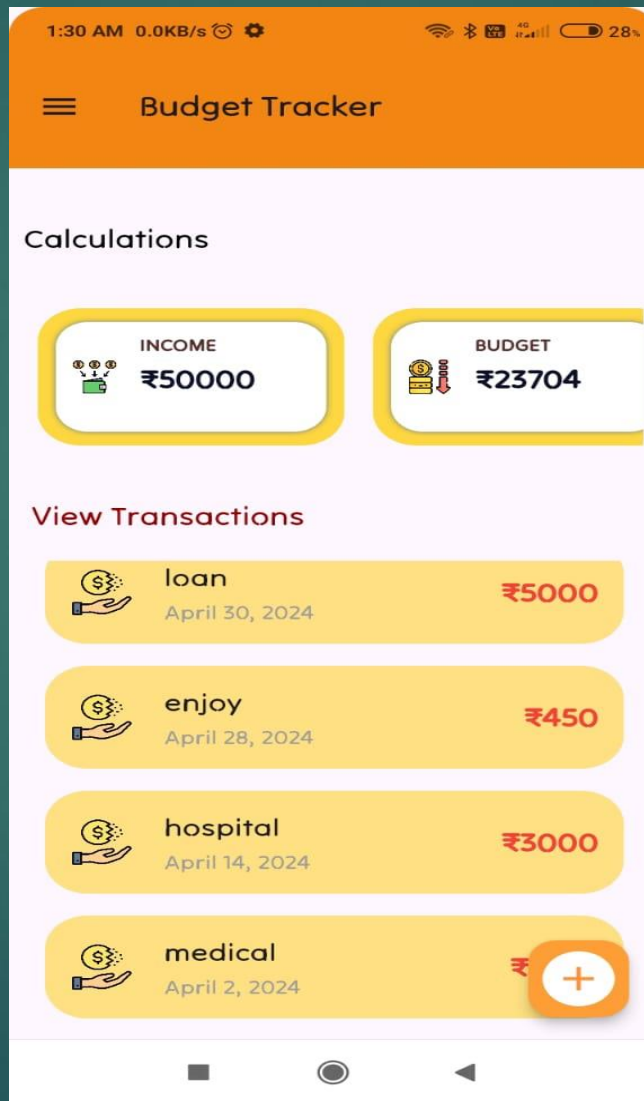 1:30 AM 0.0KB/s 4G 28%
Budget Tracker
Calculations
INCOME
₹50000
BUDGET
₹23704
View Transactions
loan
April 30, 2024
₹5000
enjoy
April 28, 2024
₹450
hospital
April 14, 2024
₹3000
medical
April 2, 2024
₹